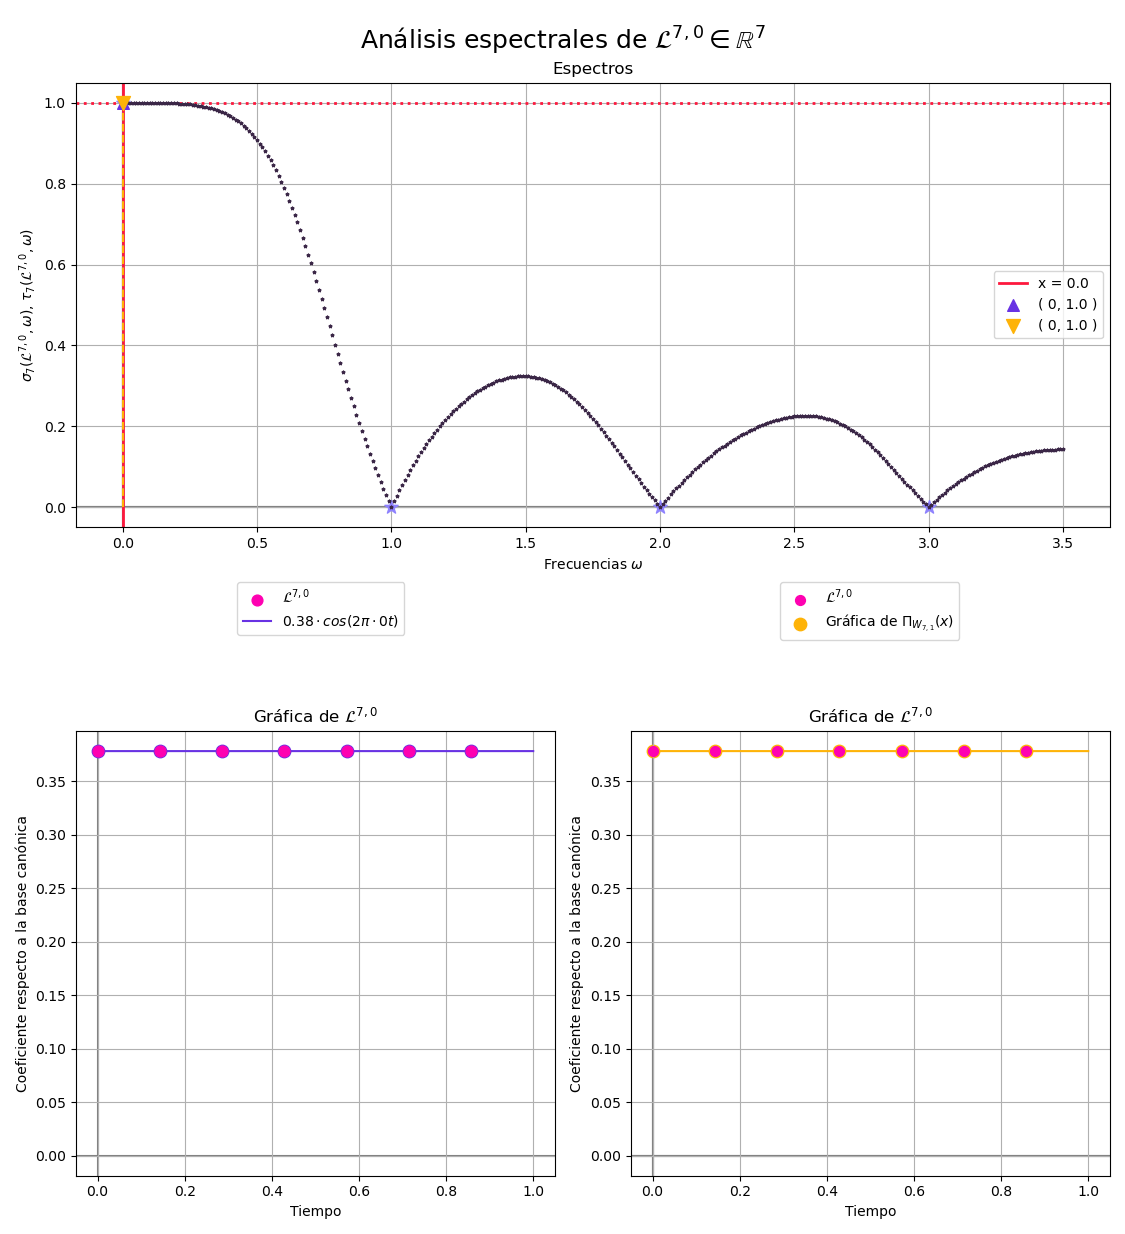 Análisis espectrales de 𝓛^{7,0} ∈ ℝ^7
Espectros
σ_7(𝓛^{7,0}, ω), τ_7(𝓛^{7,0}, ω)
1.0
0.8
0.6
0.4
0.2
0.0
x = 0.0
( 0, 1.0 )
( 0, 1.0 )
0.0 0.5 1.0 1.5 2.0 2.5 3.0 3.5
Frecuencias ω
𝓛^{7,0}
0.38 · cos(2π · 0t)
𝓛^{7,0}
Gráfica de Π_{W_{7,1}}(x)
Gráfica de 𝓛^{7,0}
Coeficiente respecto a la base canónica
0.35
0.30
0.25
0.20
0.15
0.10
0.05
0.00
0.0 0.2 0.4 0.6 0.8 1.0
Tiempo
Gráfica de 𝓛^{7,0}
Coeficiente respecto a la base canónica
0.35
0.30
0.25
0.20
0.15
0.10
0.05
0.00
0.0 0.2 0.4 0.6 0.8 1.0
Tiempo